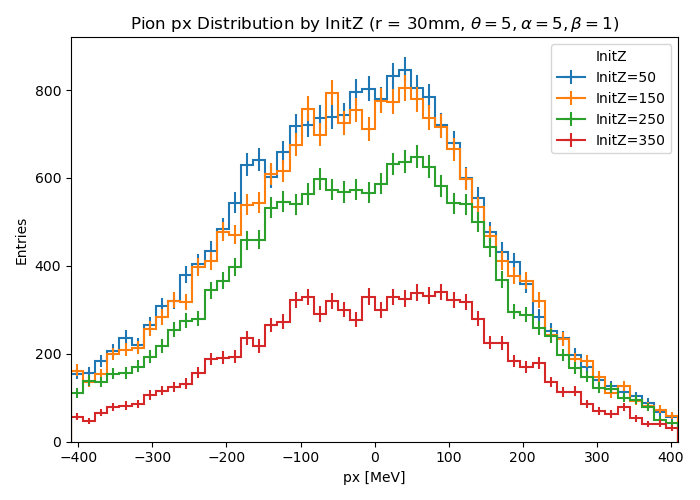 Pion px Distribution by InitZ (r = 30mm, θ = 5, α = 5, β = 1)
InitZ
InitZ=50
InitZ=150
InitZ=250
InitZ=350
Entries
800
600
400
200
0
−400 −300 −200 −100 0 100 200 300 400
px [MeV]